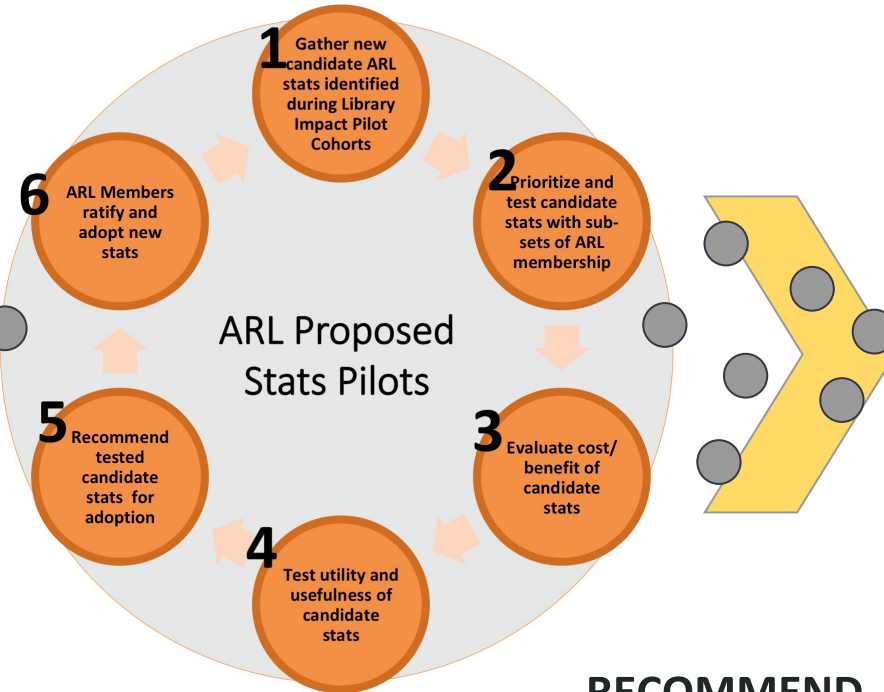 1
Gather new
candidate ARL
stats identified
during Library
Impact Pilot
Cohorts
2
Prioritize and
test candidate
stats with sub-
sets of ARL
membership
3
Evaluate cost/
benefit of
candidate
stats
4
Test utility and
usefulness of
candidate
stats
5
Recommend
tested
candidate
stats for
adoption
6
ARL Members
ratify and
adopt new
stats
ARL Proposed
Stats Pilots
RECOMMEND